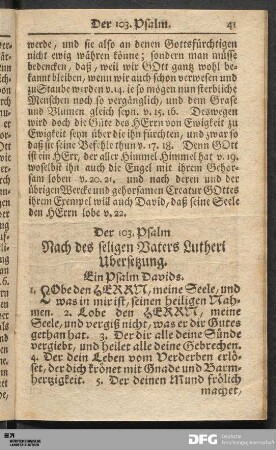 Der 103. Psalm. 41
werde, und sie also an denen Gottsfürchtigen
nicht ewig währen könne; sondern man müsse
bedencken, daß, weil wir GOtt gantz wohl be-
kannt bleiben, wenn wir auch schon verwesen und
zu Staube werden v. 14. ie so mögen nun sterbliche
Menschen noch so vergänglich, und dem Grase
und Blumen gleich seyn. v. 15. 16. Deswegen
wird doch die Güte des HErrn von Ewigkeit zu
Ewigkeit seyn über die ihn fürchten, und zwar so
daß sie seine Befehle thun v. 17. 18. Denn GOtt
ist ein HErr, der aller Himmel Himmel hat v. 19.
woselbst ihn auch die Engel mit ihrem Gehor-
sam loben v. 20. 21. und nach deren und der
übrigen Wercke und gehorsamen Creatur GOttes
ihrem Exempel will auch David, daß seine Seele
den HErrn lobe v. 22.
Der 103. Psalm
Nach des seligen Vaters Lutheri
Ubersetzung.
Ein Psalm Davids.
1. LObe den HERRN, meine Seele, und
was in mir ist, seinen heiligen Nah-
men. 2. Lobe den HERRN, meine
Seele, und vergiß nicht, was er dir Gutes
gethan hat. 3. Der dir alle deine Sünde
vergiebt, und heilet alle deine Gebrechen.
4. Der dein Leben vom Verderben erlö-
set, der dich krönet mit Gnade und Barm-
hertzigkeit. 5. Der deinen Mund frölich
machet,
DFG Deutsche
Forschungsgemeinschaft